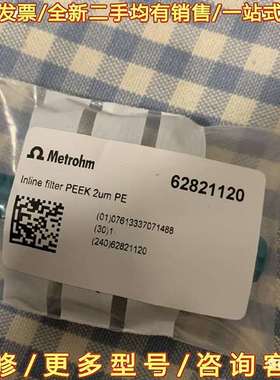 发票/全新二手均有销售/一站式
Metrohm
62821120
Inline filter PEEK 2um PE
(01)07613337071488
(30)1
(240)62821120
修/更多型号/咨询客